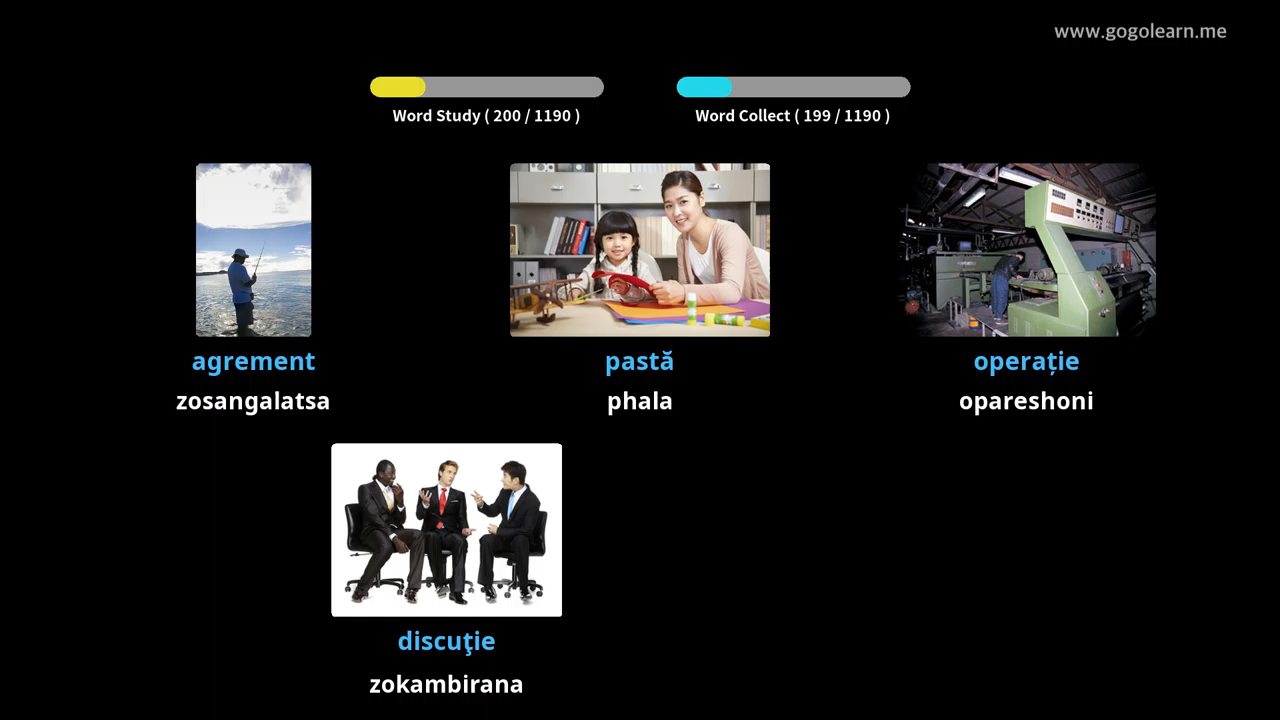 www.gogolearn.me
Word Study ( 200 / 1190 )
Word Collect ( 199 / 1190 )
agrement
pastă
operație
zosangalatsa
phala
opareshoni
discuţie
zokambirana